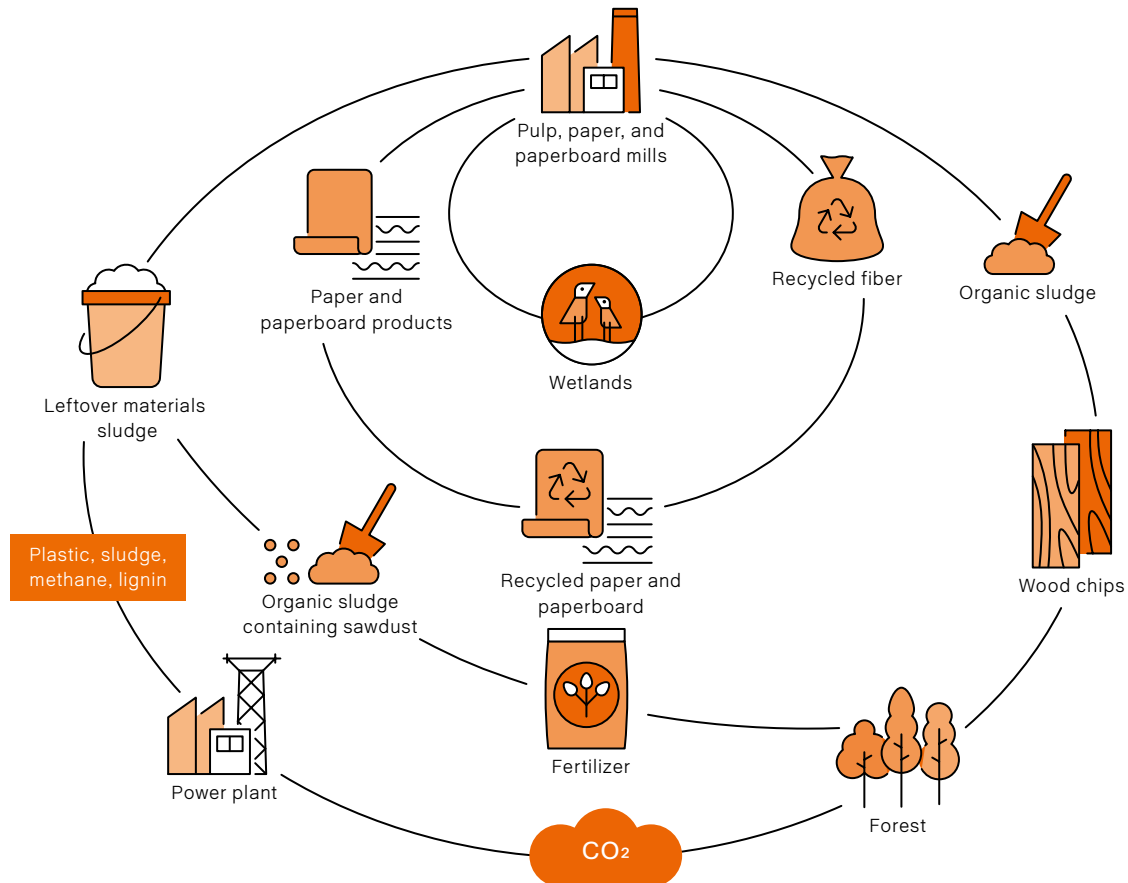 Pulp, paper, and
paperboard mills
Paper and
paperboard products
Recycled fiber
Organic sludge
Wetlands
Leftover materials
sludge
Plastic, sludge,
methane, lignin
Organic sludge
containing sawdust
Recycled paper and
paperboard
Wood chips
Power plant
Fertilizer
Forest
CO₂